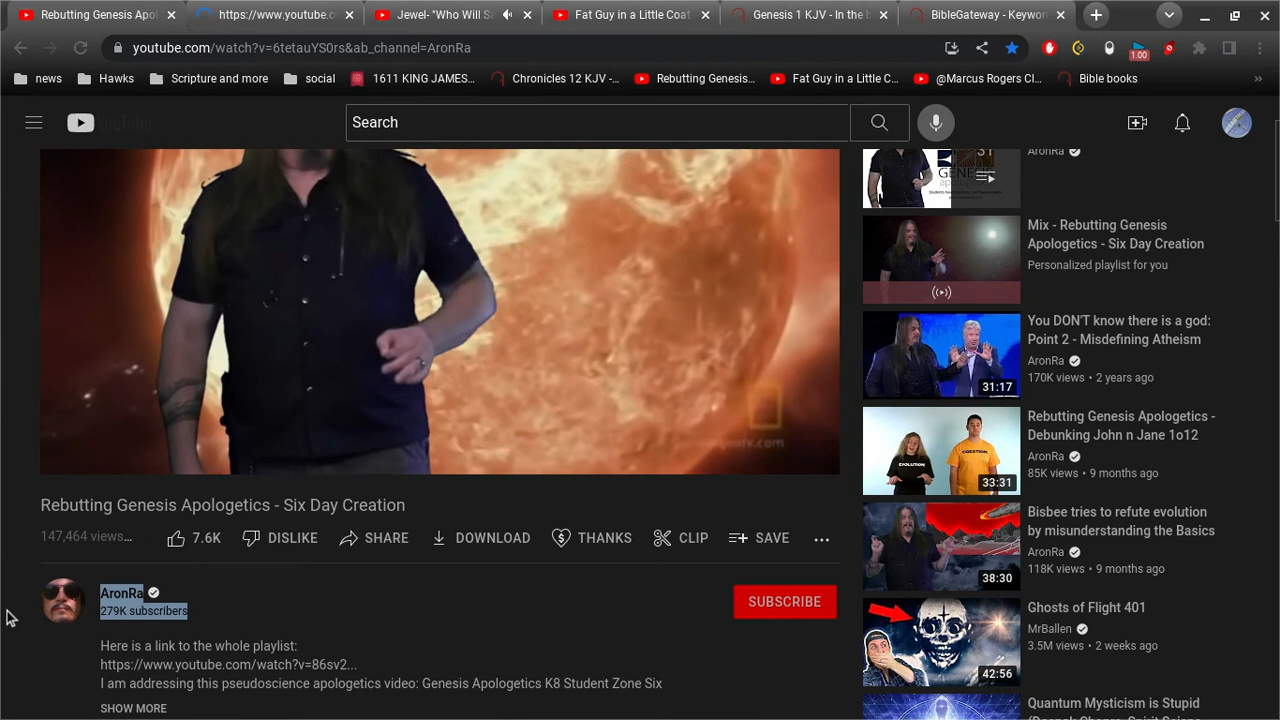 Rebutting Genesis Apol
https://www.youtube.c
Jewel- "Who Will Sa
Fat Guy in a Little Coat
Genesis 1 KJV - In the b
BibleGateway - Keywor
youtube.com/watch?v=6tetauYS0rs&ab_channel=AronRa
1.00
news
Hawks
Scripture and more
social
1611 KING JAMES...
Chronicles 12 KJV -...
Rebutting Genesis...
Fat Guy in a Little C...
@Marcus Rogers Cl...
Bible books
»
YouTube
Search
AronRa
GENESIS
apologetics
Mix - Rebutting Genesis
Apologetics - Six Day Creation
Personalized playlist for you
You DON'T know there is a god:
Point 2 - Misdefining Atheism
AronRa
170K views • 2 years ago
31:17
Rebutting Genesis Apologetics -
Debunking John n Jane 1o12
AronRa
85K views • 9 months ago
EVOLUTION
CREATION
33:31
Bisbee tries to refute evolution
by misunderstanding the Basics
AronRa
118K views • 9 months ago
38:30
Ghosts of Flight 401
MrBallen
3.5M views • 2 weeks ago
42:56
Quantum Mysticism is Stupid
Rebutting Genesis Apologetics - Six Day Creation
147,464 views...
7.6K
DISLIKE
SHARE
DOWNLOAD
THANKS
CLIP
SAVE
...
AronRa
279K subscribers
SUBSCRIBE
Here is a link to the whole playlist:
https://www.youtube.com/watch?v=86sv2...
I am addressing this pseudoscience apologetics video: Genesis Apologetics K8 Student Zone Six
SHOW MORE